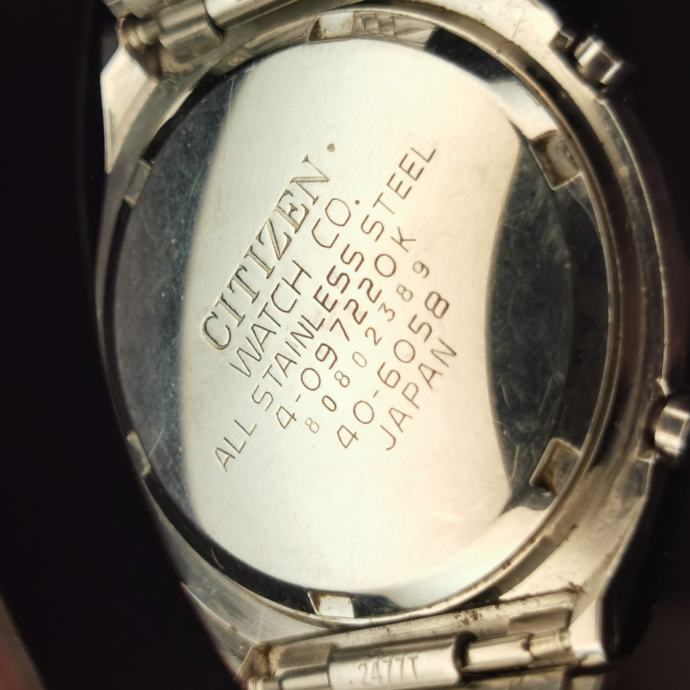 CITIZEN.
WATCH CO.
ALL STAINLESS STEEL
4-097220K
80802389
40-6058
JAPAN
2477T